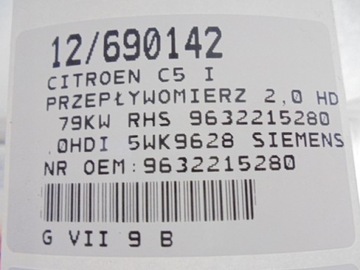 12/690142
CITROEN C5 I
PRZEPŁYWOMIERZ 2,0 HD
79KW RHS 9632215280
.0HDI 5WK9628 SIEMENS
NR OEM:9632215280
G VII 9 B